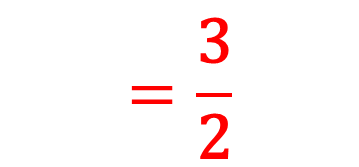 = 3/2